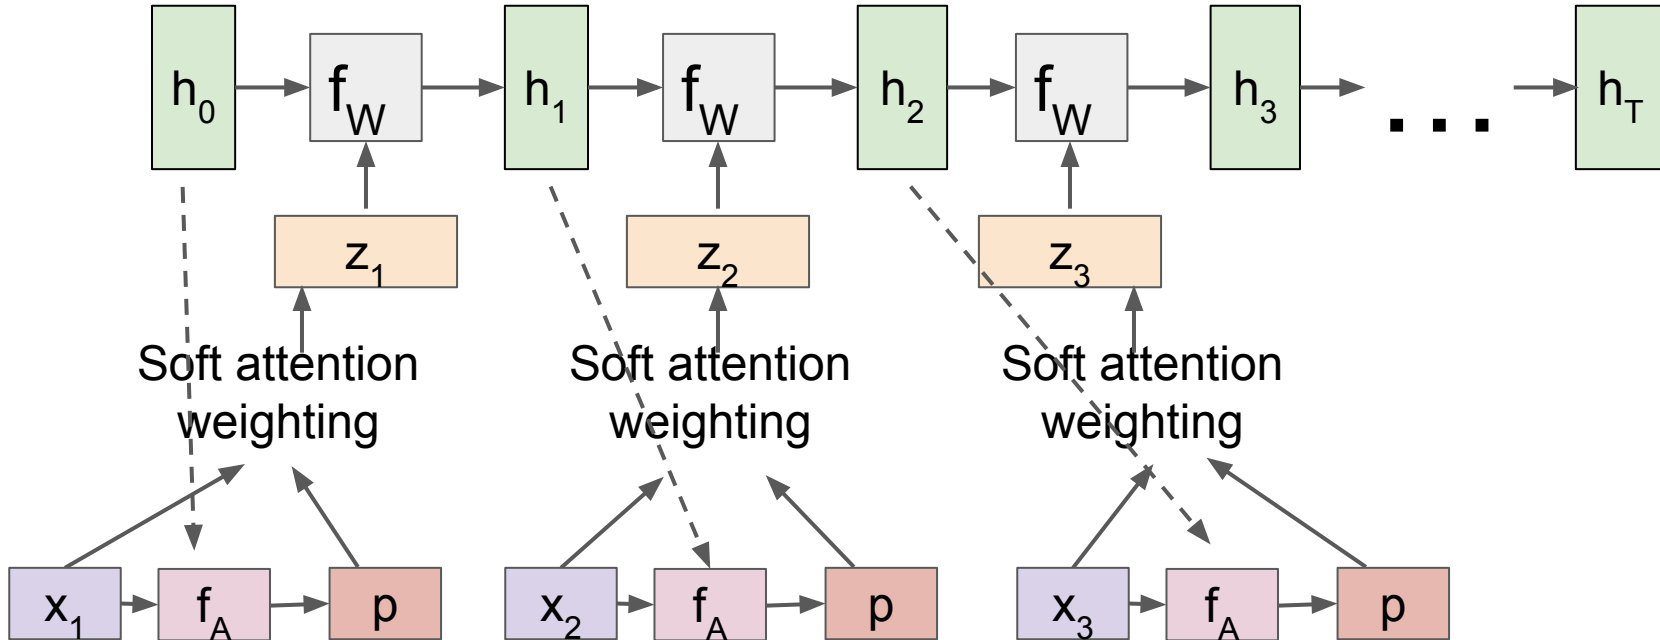 h0 fW h1 fW h2 fW h3 ... hT
z1 z2 z3
Soft attention Soft attention Soft attention
weighting weighting weighting
x1 fA p x2 fA p x3 fA p